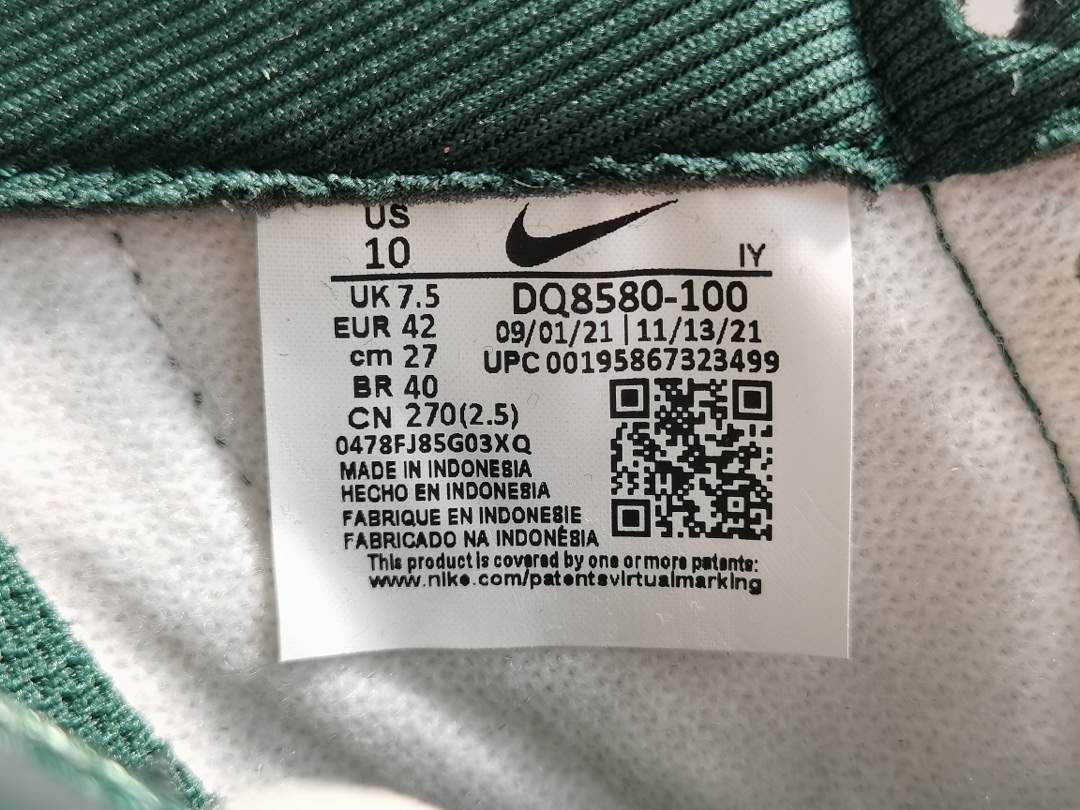 US
10
IY
UK 7.5
EUR 42
cm 27
BR 40
CN 270(2.5)
DQ8580-100
09/01/21 | 11/13/21
UPC 00195867323499
0478FJ85G03XQ
MADE IN INDONESIA
HECHO EN INDONESIA
FABRIQUE EN INDONESIE
FABRICADO NA INDONÉSIA
This product is covered by one or more patents:
www.nike.com/patentsvirtualmarking